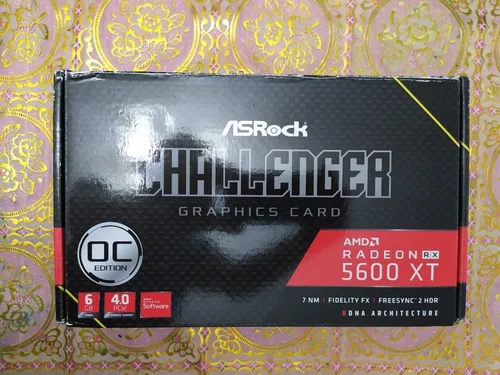 ASRock
CHALLENGER
GRAPHICS CARD
OC
EDITION
AMD
RADEON RX
5600 XT
6
GB
4.0
PCIe
Software
7 NM | FIDELITY FX | FREESYNC™ 2 HDR
RDNA ARCHITECTURE